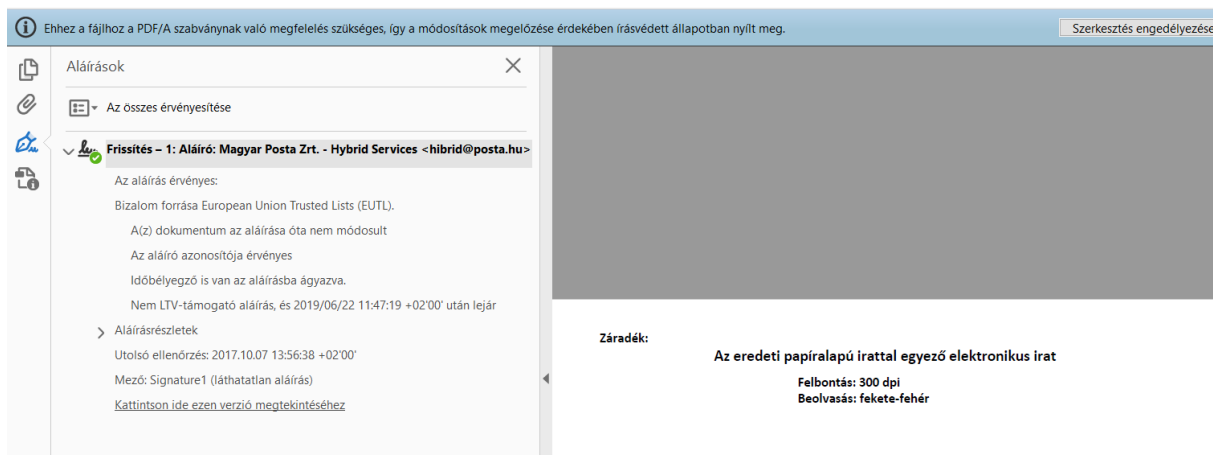 Ehhez a fájlhoz a PDF/A szabványnak való megfelelés szükséges, így a módosítások megelőzése érdekében írásvédett állapotban nyílt meg.
Szerkesztés engedélyezése
Aláírások
Az összes érvényesítése
Frissítés – 1: Aláíró: Magyar Posta Zrt. - Hybrid Services <hibrid@posta.hu>
Az aláírás érvényes:
Bizalom forrása European Union Trusted Lists (EUTL).
A(z) dokumentum az aláírása óta nem módosult
Az aláíró azonosítója érvényes
Időbélyegző is van az aláírásba ágyazva.
Nem LTV-támogató aláírás, és 2019/06/22 11:47:19 +02'00' után lejár
Aláírásrészletek
Utolsó ellenőrzés: 2017.10.07 13:56:38 +02'00'
Mező: Signature1 (láthatatlan aláírás)
Kattintson ide ezen verzió megtekintéséhez
Záradék:
Az eredeti papíralapú irattal egyező elektronikus irat
Felbontás: 300 dpi
Beolvasás: fekete-fehér